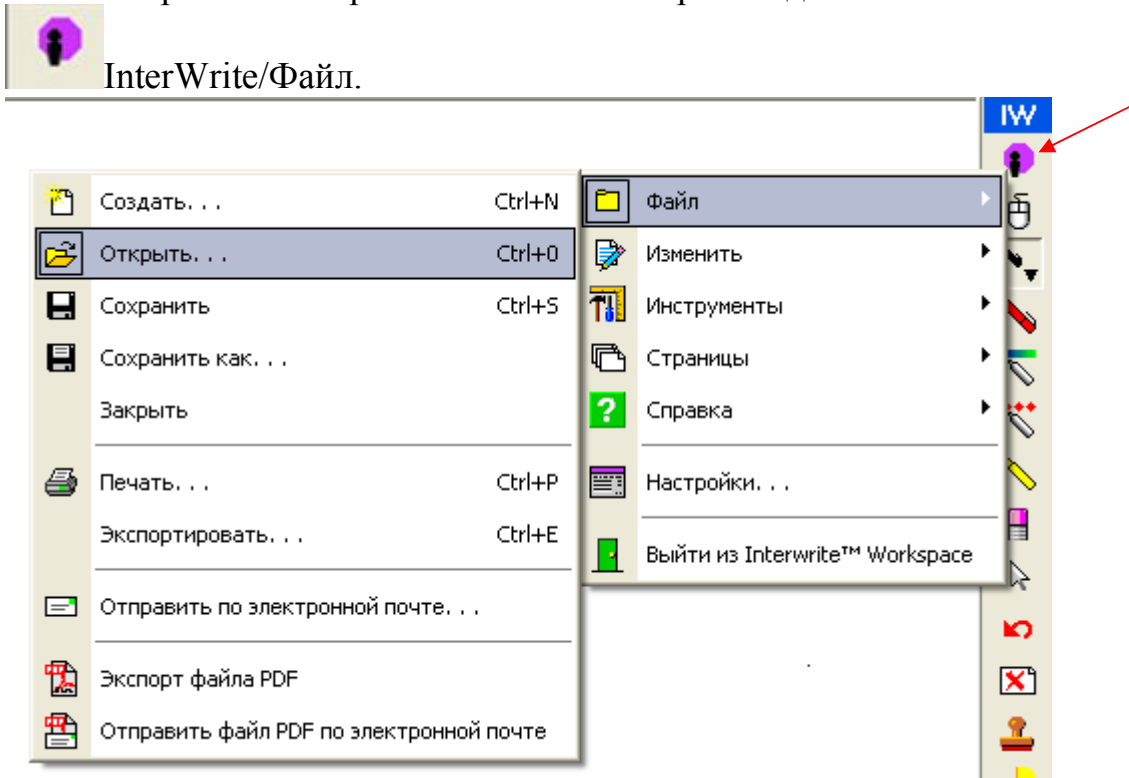 InterWrite/Файл.
IW
Создать. . . Ctrl+N
Открыть. . . Ctrl+0
Сохранить Ctrl+S
Сохранить как. . .
Закрыть
Печать. . . Ctrl+P
Экспортировать. . . Ctrl+E
Отправить по электронной почте. . .
Экспорт файла PDF
Отправить файл PDF по электронной почте
Файл
Изменить
Инструменты
Страницы
Справка
Настройки. . .
Выйти из Interwrite™ Workspace